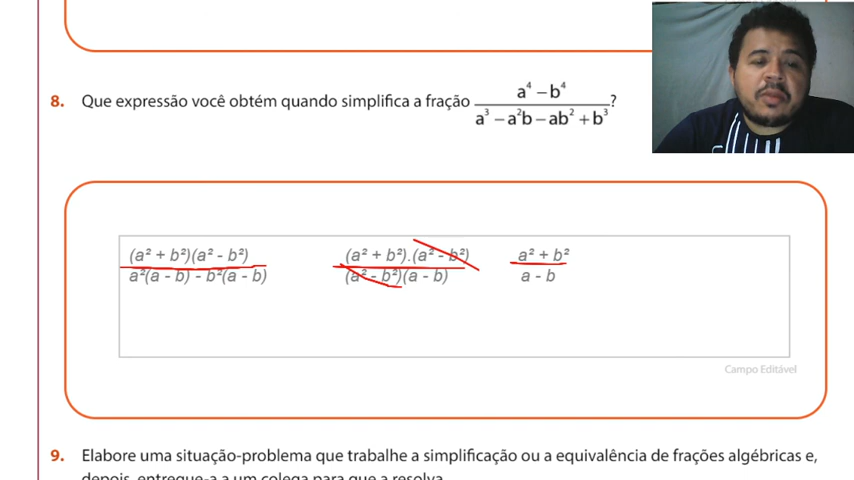 8. Que expressão você obtém quando simplifica a fração a⁴ – b⁴ / a³ – a²b – ab² + b³?
(a² + b²)(a² - b²) (a² + b²).(a² - b²) a² + b²
a²(a - b) - b²(a - b) (a² - b²)(a - b) a - b
Campo Editável
9. Elabore uma situação-problema que trabalhe a simplificação ou a equivalência de frações algébricas e,
depois, entregue-a a um colega para que a resolva.